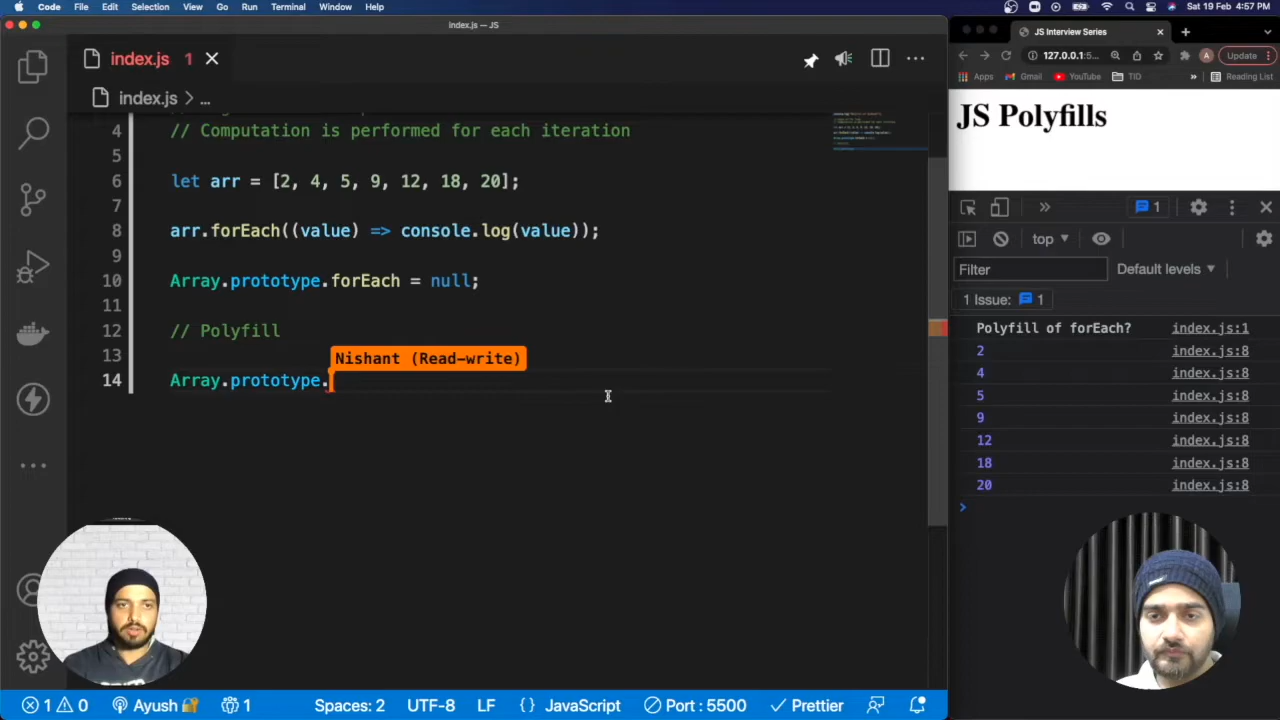 Code File Edit Selection View Go Run Terminal Window Help Sat 19 Feb 4:57 PM
index.js — JS
index.js 1
index.js > ...
4 // Computation is performed for each iteration
5
6 let arr = [2, 4, 5, 9, 12, 18, 20];
7
8 arr.forEach((value) => console.log(value));
9
10 Array.prototype.forEach = null;
11
12 // Polyfill
13
Nishant (Read-write)
14 Array.prototype.
1 0 Ayush 1 Spaces: 2 UTF-8 LF {} JavaScript Port : 5500 Prettier
JS Interview Series
127.0.0.1:5... A Update
Apps Gmail YouTube TID » Reading List
JS Polyfills
» 1
top
Filter Default levels
1 Issue: 1
Polyfill of forEach? index.js:1
2 index.js:8
4 index.js:8
5 index.js:8
9 index.js:8
12 index.js:8
18 index.js:8
20 index.js:8